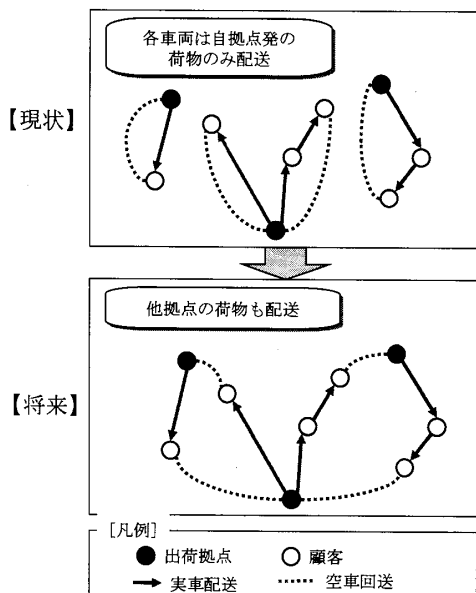 各車両は自拠点発の
荷物のみ配送
【現状】
他拠点の荷物も配送
【将来】
[凡例]
出荷拠点
顧客
実車配送
空車回送